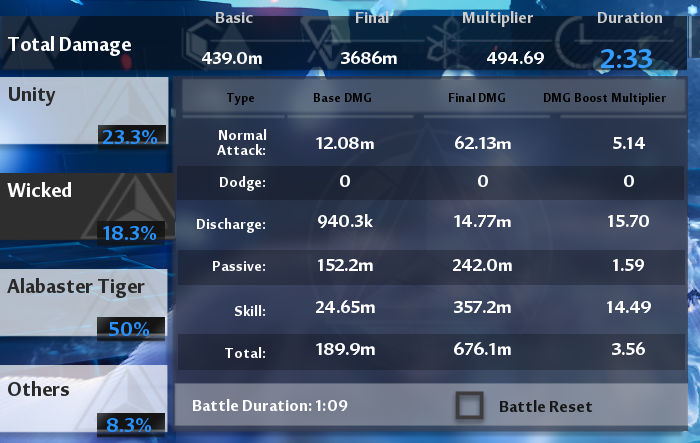 Basic Final Multiplier Duration
Total Damage 439.0m 3686m 494.69 2:33
Unity
23.3%
Wicked
18.3%
Alabaster Tiger
50%
Others
8.3%
Type Base DMG Final DMG DMG Boost Multiplier
Normal
Attack: 12.08m 62.13m 5.14
Dodge: 0 0 0
Discharge: 940.3k 14.77m 15.70
Passive: 152.2m 242.0m 1.59
Skill: 24.65m 357.2m 14.49
Total: 189.9m 676.1m 3.56
Battle Duration: 1:09 Battle Reset